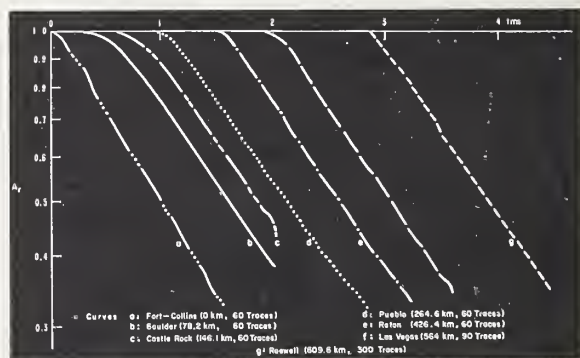 0 1 2 3 4 tms
1.0
0.9
0.8
0.7
0.6
0.5
0.4
0.3
Ar
a b c d e f g
Curves a: Fort-Collins (0 km, 60 Traces)
b: Boulder (78.2 km, 60 Traces)
c: Castle Rock (146.1 km, 60 Traces)
d: Pueblo (264.6 km, 60 Traces)
e: Raton (426.4 km, 60 Traces)
f: Las Vegas (564 km, 90 Traces)
g: Roswell (609.6 km, 300 Traces)